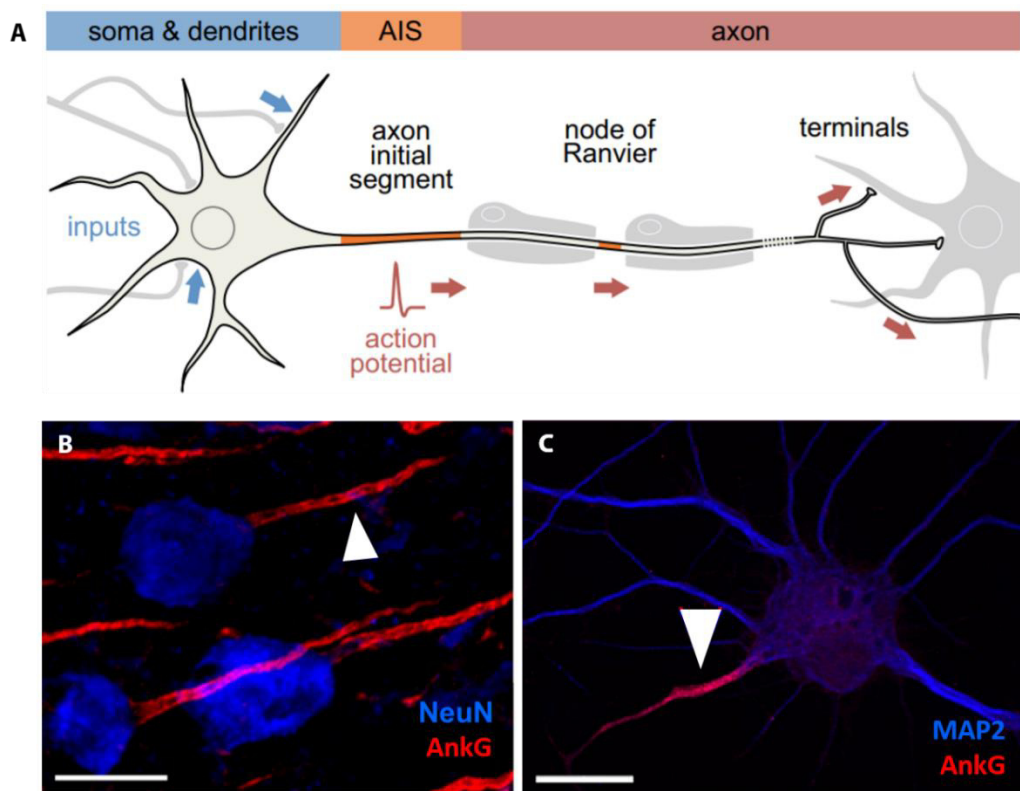 A
soma & dendrites
AIS
axon
axon
initial
segment
node of
Ranvier
terminals
inputs
action
potential
B
NeuN
AnkG
C
MAP2
AnkG